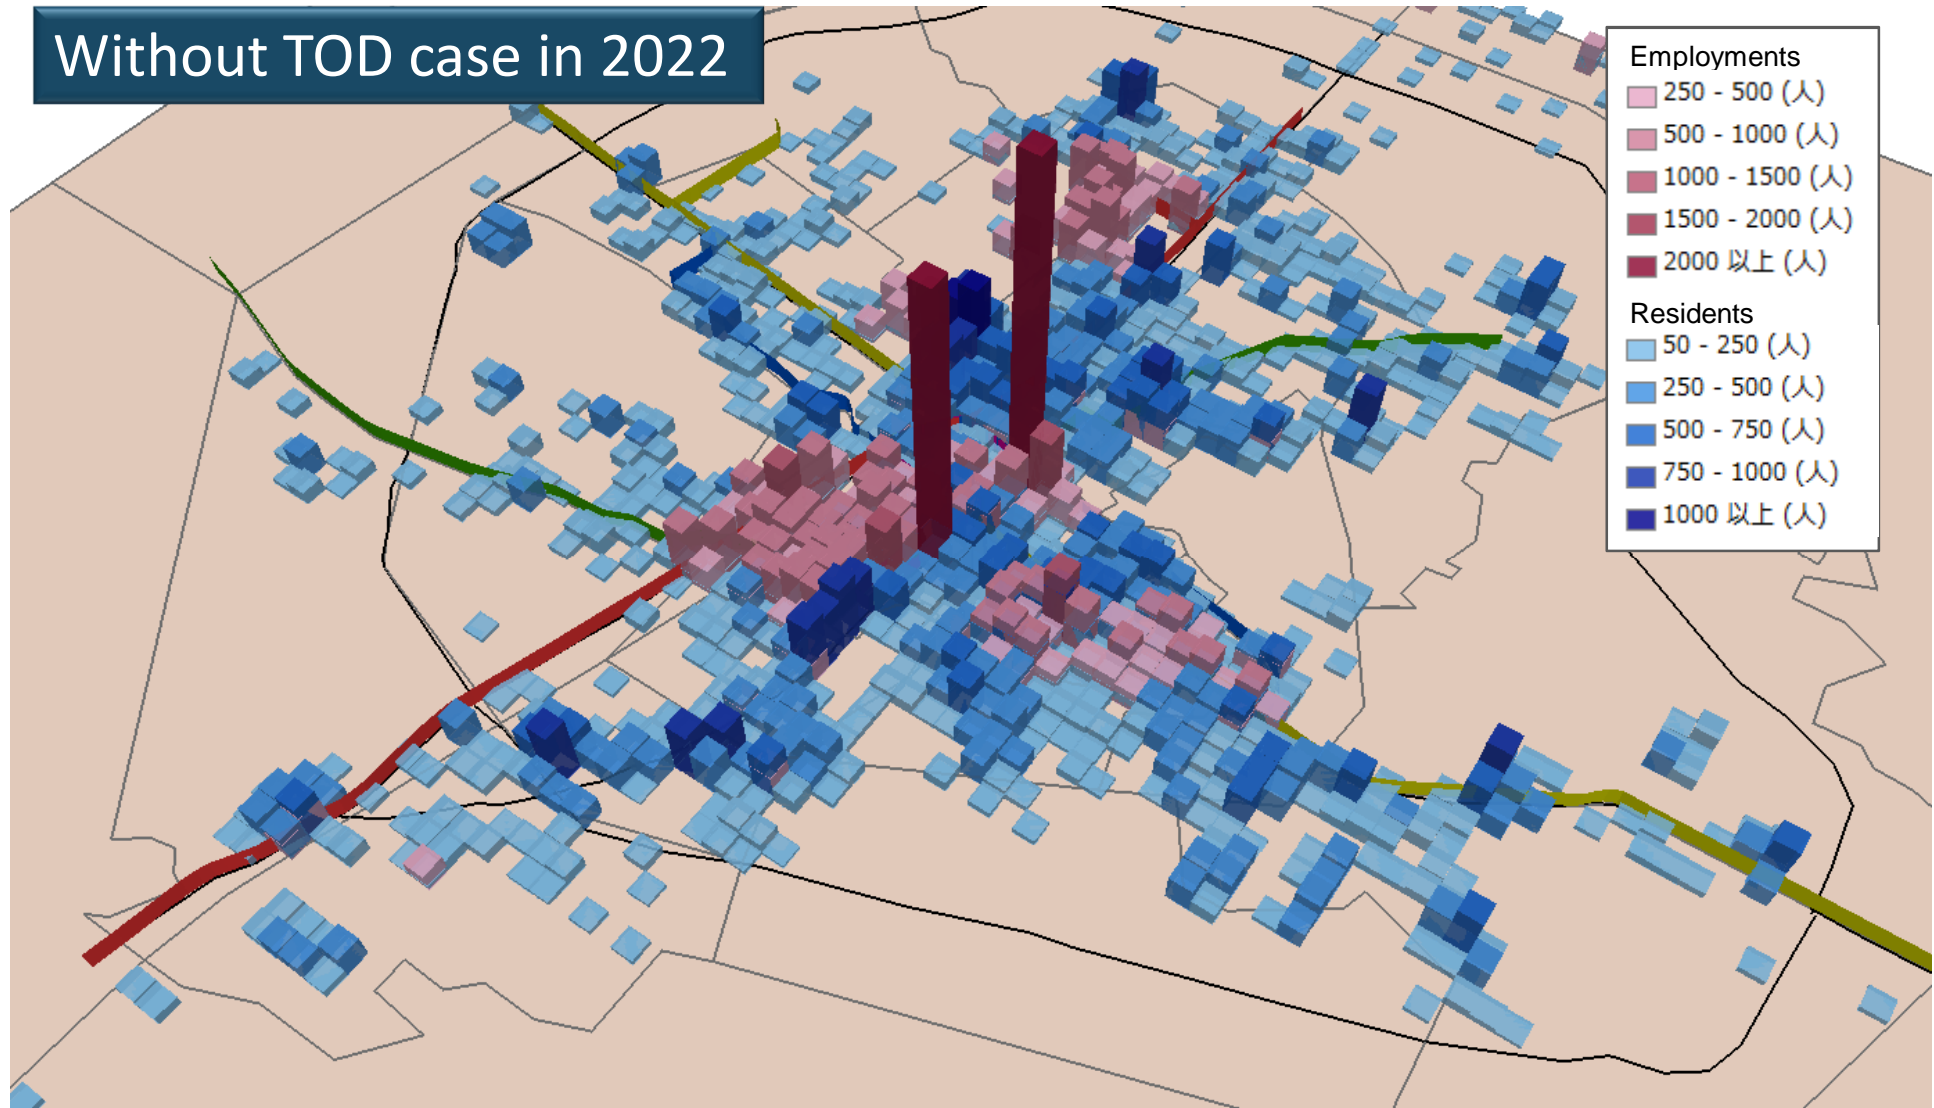 Without TOD case in 2022
Employments
250 - 500 (人)
500 - 1000 (人)
1000 - 1500 (人)
1500 - 2000 (人)
2000 以上 (人)
Residents
50 - 250 (人)
250 - 500 (人)
500 - 750 (人)
750 - 1000 (人)
1000 以上 (人)